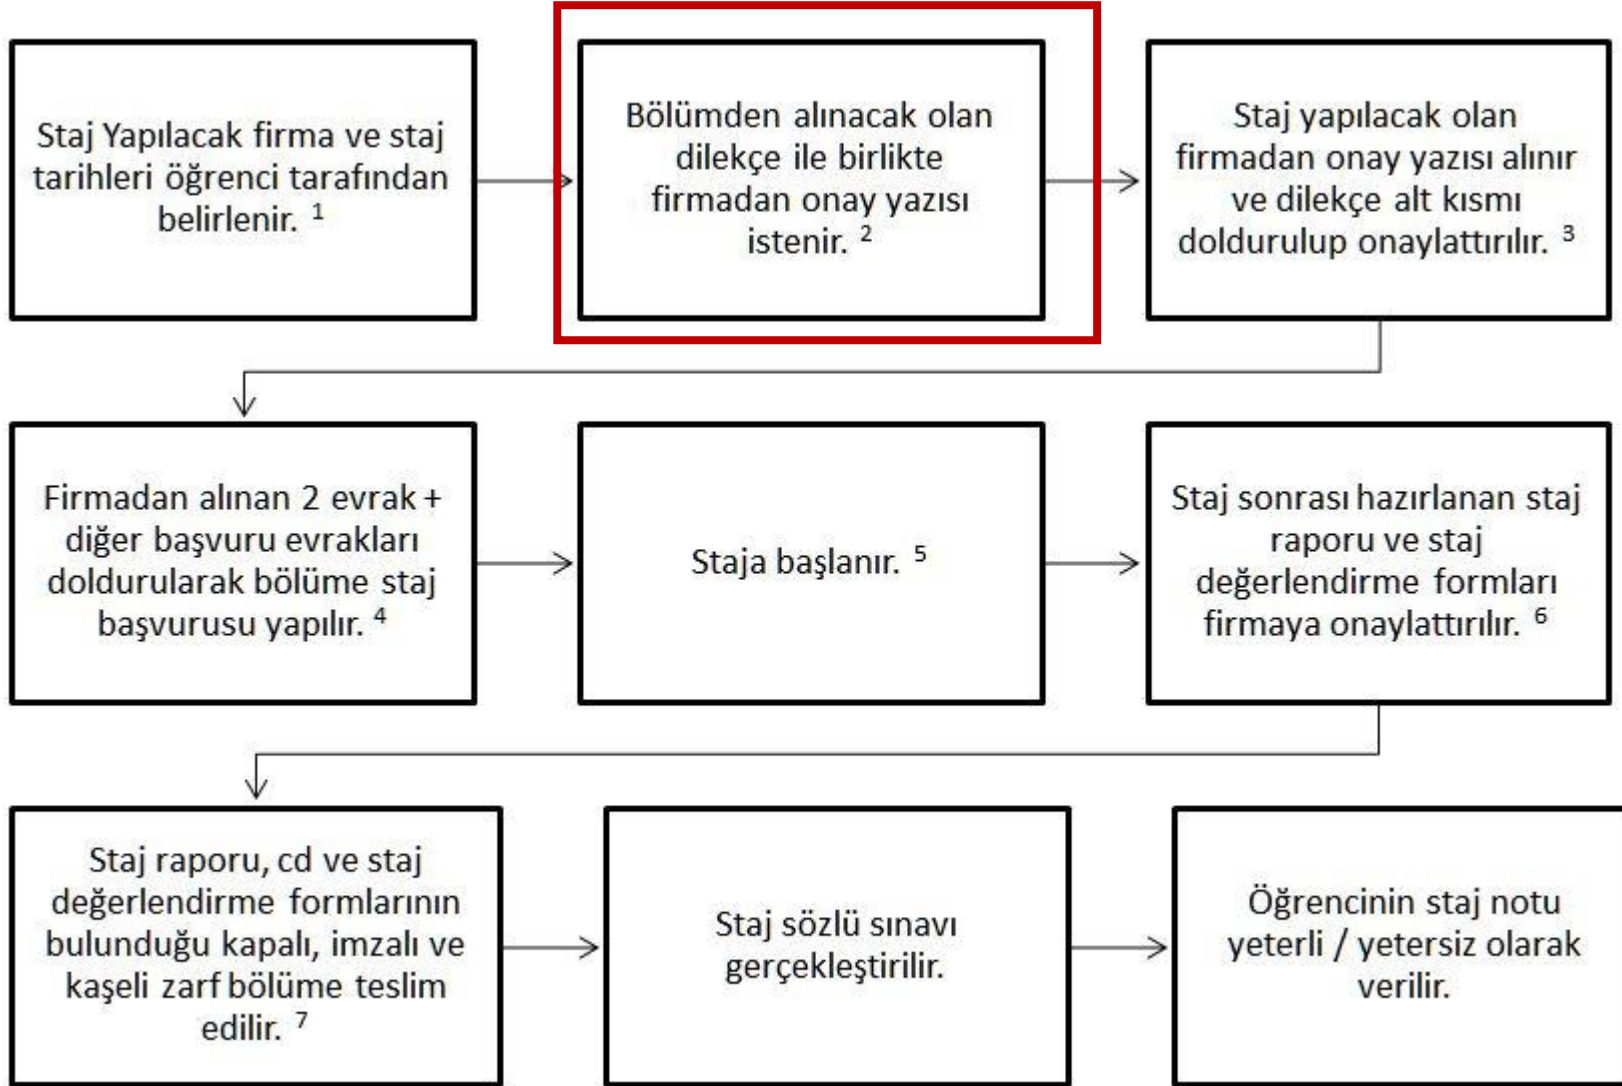 Staj Yapılacak firma ve staj
tarihleri öğrenci tarafından
belirlenir. 1
Bölümden alınacak olan
dilekçe ile birlikte
firmadan onay yazısı
istenir. 2
Staj yapılacak olan
firmadan onay yazısı alınır
ve dilekçe alt kısmı
doldurulup onaylattırılır. 3
Firmadan alınan 2 evrak +
diğer başvuru evrakları
doldurularak bölüme staj
başvurusu yapılır. 4
Staja başlanır. 5
Staj sonrası hazırlanan staj
raporu ve staj
değerlendirme formları
firmaya onaylattırılır. 6
Staj raporu, cd ve staj
değerlendirme formlarının
bulunduğu kapalı, imzalı ve
kaşeli zarf bölüme teslim
edilir. 7
Staj sözlü sınavı
gerçekleştirilir.
Öğrencinin staj notu
yeterli / yetersiz olarak
verilir.